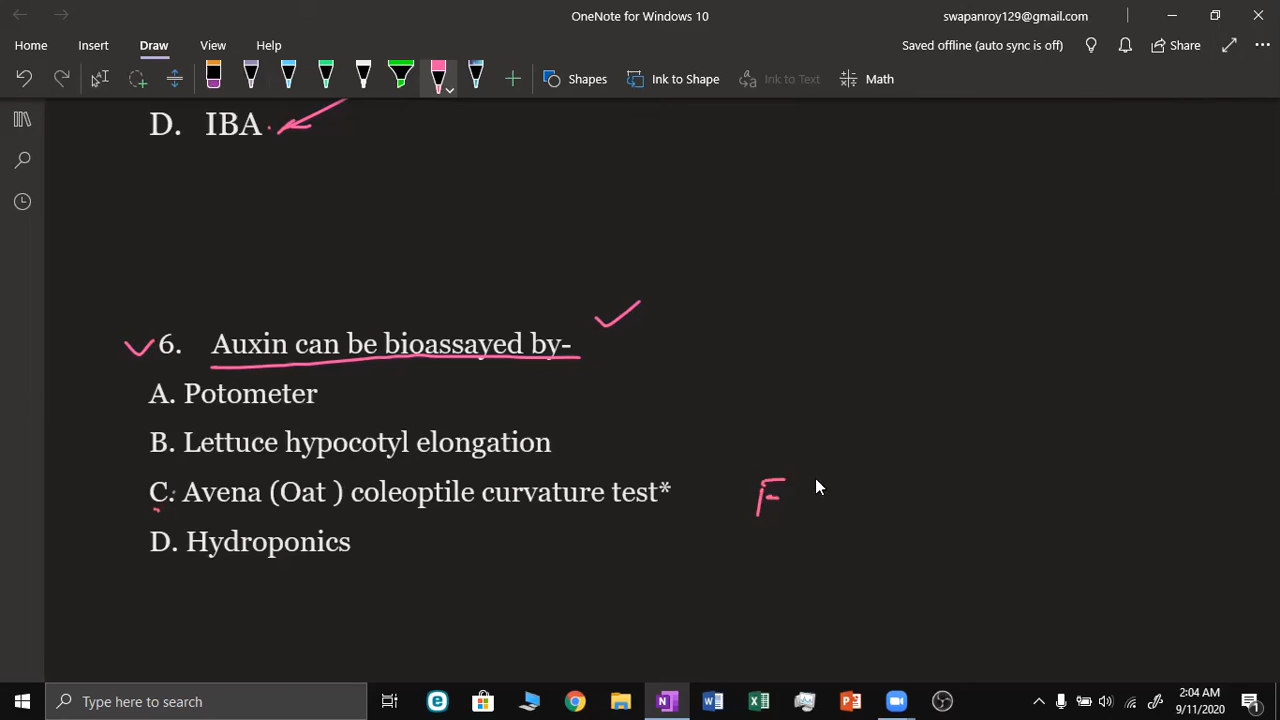 OneNote for Windows 10
swapanroy129@gmail.com
Home Insert Draw View Help
Saved offline (auto sync is off)
Share
Shapes
Ink to Shape
Ink to Text
Math
D. IBA
6. Auxin can be bioassayed by-
A. Potometer
B. Lettuce hypocotyl elongation
C. Avena (Oat ) coleoptile curvature test*
F
D. Hydroponics
Type here to search
2:04 AM
9/11/2020
1